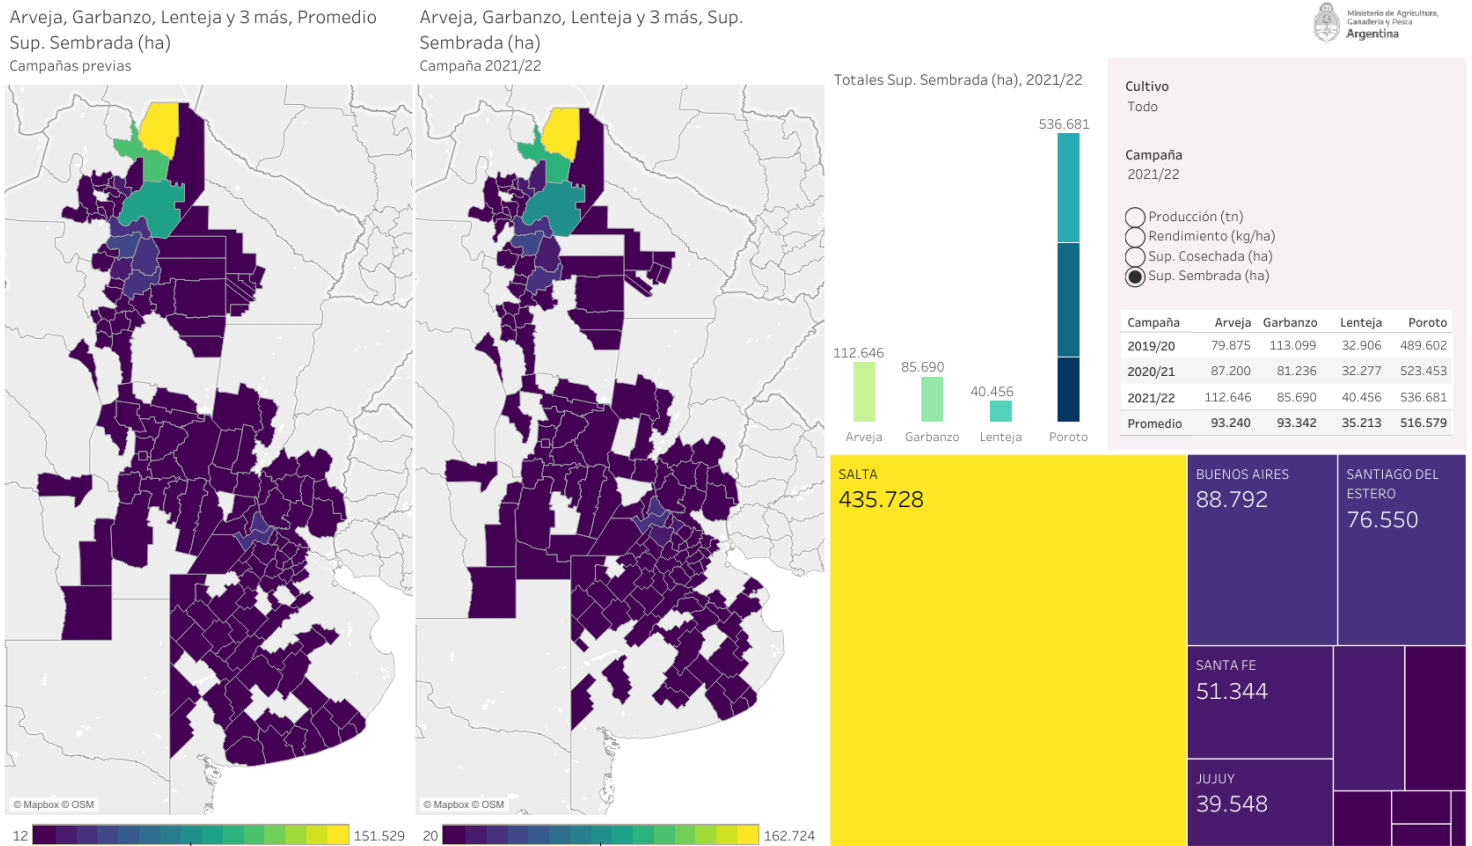 Arveja, Garbanzo, Lenteja y 3 más, Promedio
Sup. Sembrada (ha)
Campañas previas
© Mapbox © OSM
12
151.529
Arveja, Garbanzo, Lenteja y 3 más, Sup.
Sembrada (ha)
Campaña 2021/22
© Mapbox © OSM
20
162.724
Totales Sup. Sembrada (ha), 2021/22
536.681
112.646
85.690
40.456
Arveja
Garbanzo
Lenteja
Poroto
Ministerio de Agricultura,
Ganadería y Pesca
Argentina
Cultivo
Todo
Campaña
2021/22
Producción (tn)
Rendimiento (kg/ha)
Sup. Cosechada (ha)
Sup. Sembrada (ha)
Campaña Arveja Garbanzo Lenteja Poroto
2019/20 79.875 113.099 32.906 489.602
2020/21 87.200 81.236 32.277 523.453
2021/22 112.646 85.690 40.456 536.681
Promedio 93.240 93.342 35.213 516.579
SALTA
435.728
BUENOS AIRES
88.792
SANTIAGO DEL
ESTERO
76.550
SANTA FE
51.344
JUJUY
39.548